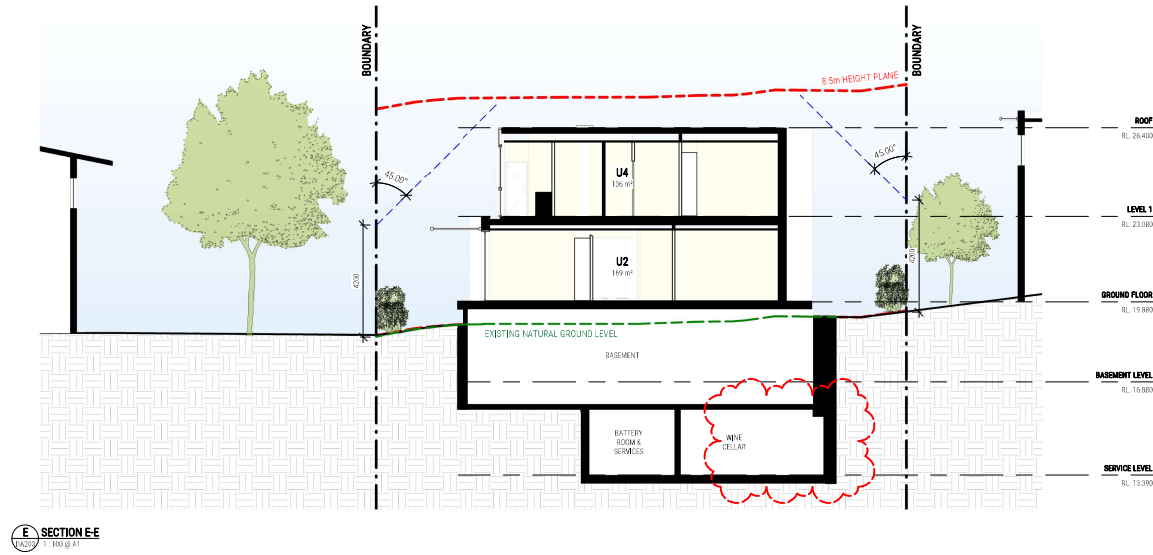 BOUNDARY
BOUNDARY
8.5m HEIGHT PLANE
ROOF
RL. 26.400
45.00°
45.00°
U4
136 m²
LEVEL 1
RL. 23.080
4200
4200
U2
169 m²
GROUND FLOOR
RL. 19.880
EXISTING NATURAL GROUND LEVEL
BASEMENT
BASEMENT LEVEL
RL. 16.880
BATTERY
ROOM &
SERVICES
WINE
CELLAR
SERVICE LEVEL
RL. 13.390
E SECTION E-E
DA203 1 : 100 @ A1